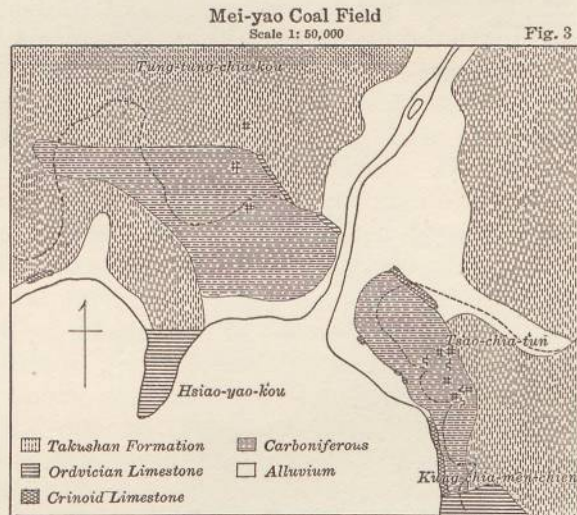 Mei-yao Coal Field
Scale 1: 50,000
Fig. 3
Tung-tung-chia-kou
Tsao-chia-tun
Hsiao-yao-kou
Kung-chia-men-chien
Takushan Formation
Carboniferous
Ordvician Limestone
Alluvium
Crinoid Limestone